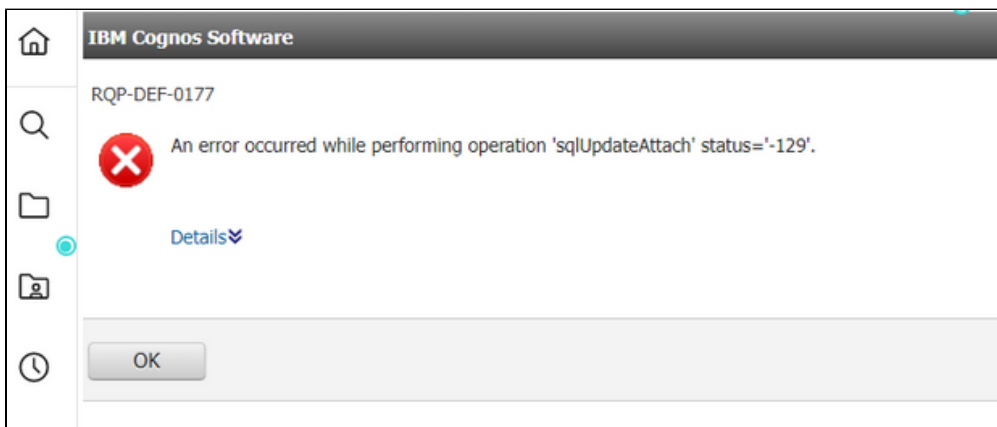 IBM Cognos Software
RQP-DEF-0177
An error occurred while performing operation 'sqlUpdateAttach' status='-129'.
Details
OK